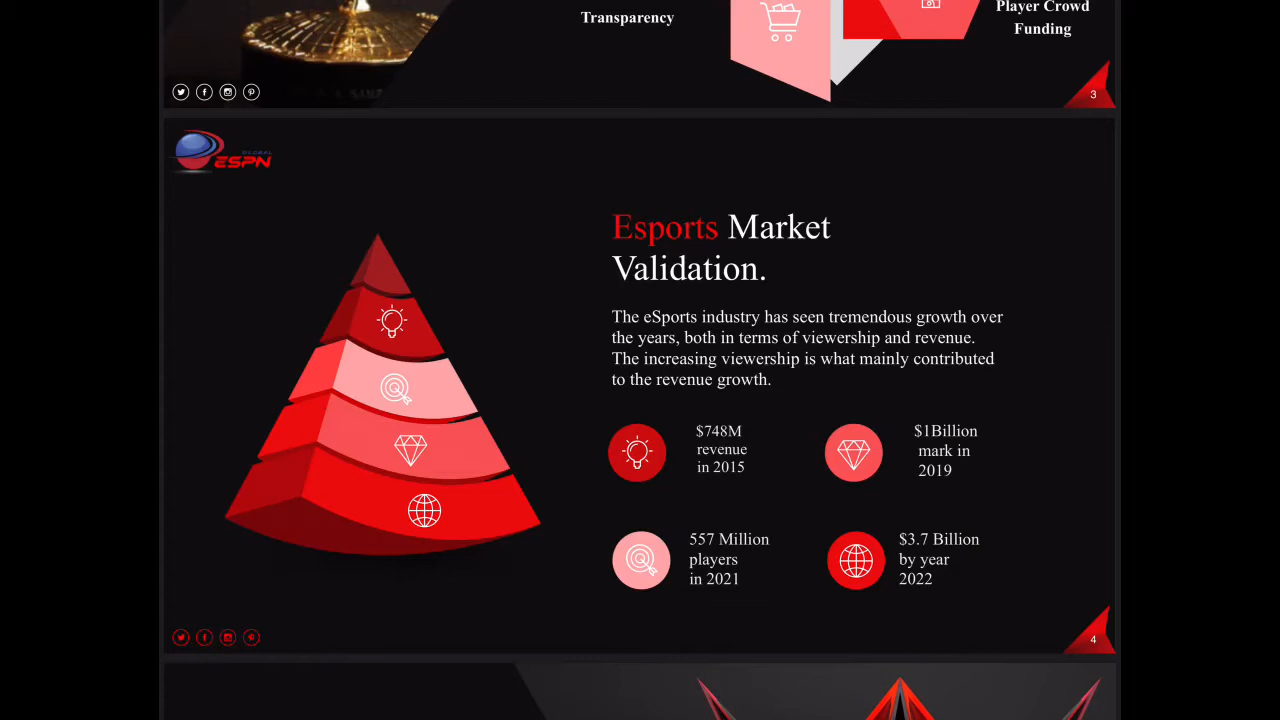 Transparency
Player Crowd
Funding
3
GLOBAL
ESPN
Esports Market
Validation.
The eSports industry has seen tremendous growth over
the years, both in terms of viewership and revenue.
The increasing viewership is what mainly contributed
to the revenue growth.
$748M
revenue
in 2015
$1Billion
mark in
2019
557 Million
players
in 2021
$3.7 Billion
by year
2022
4